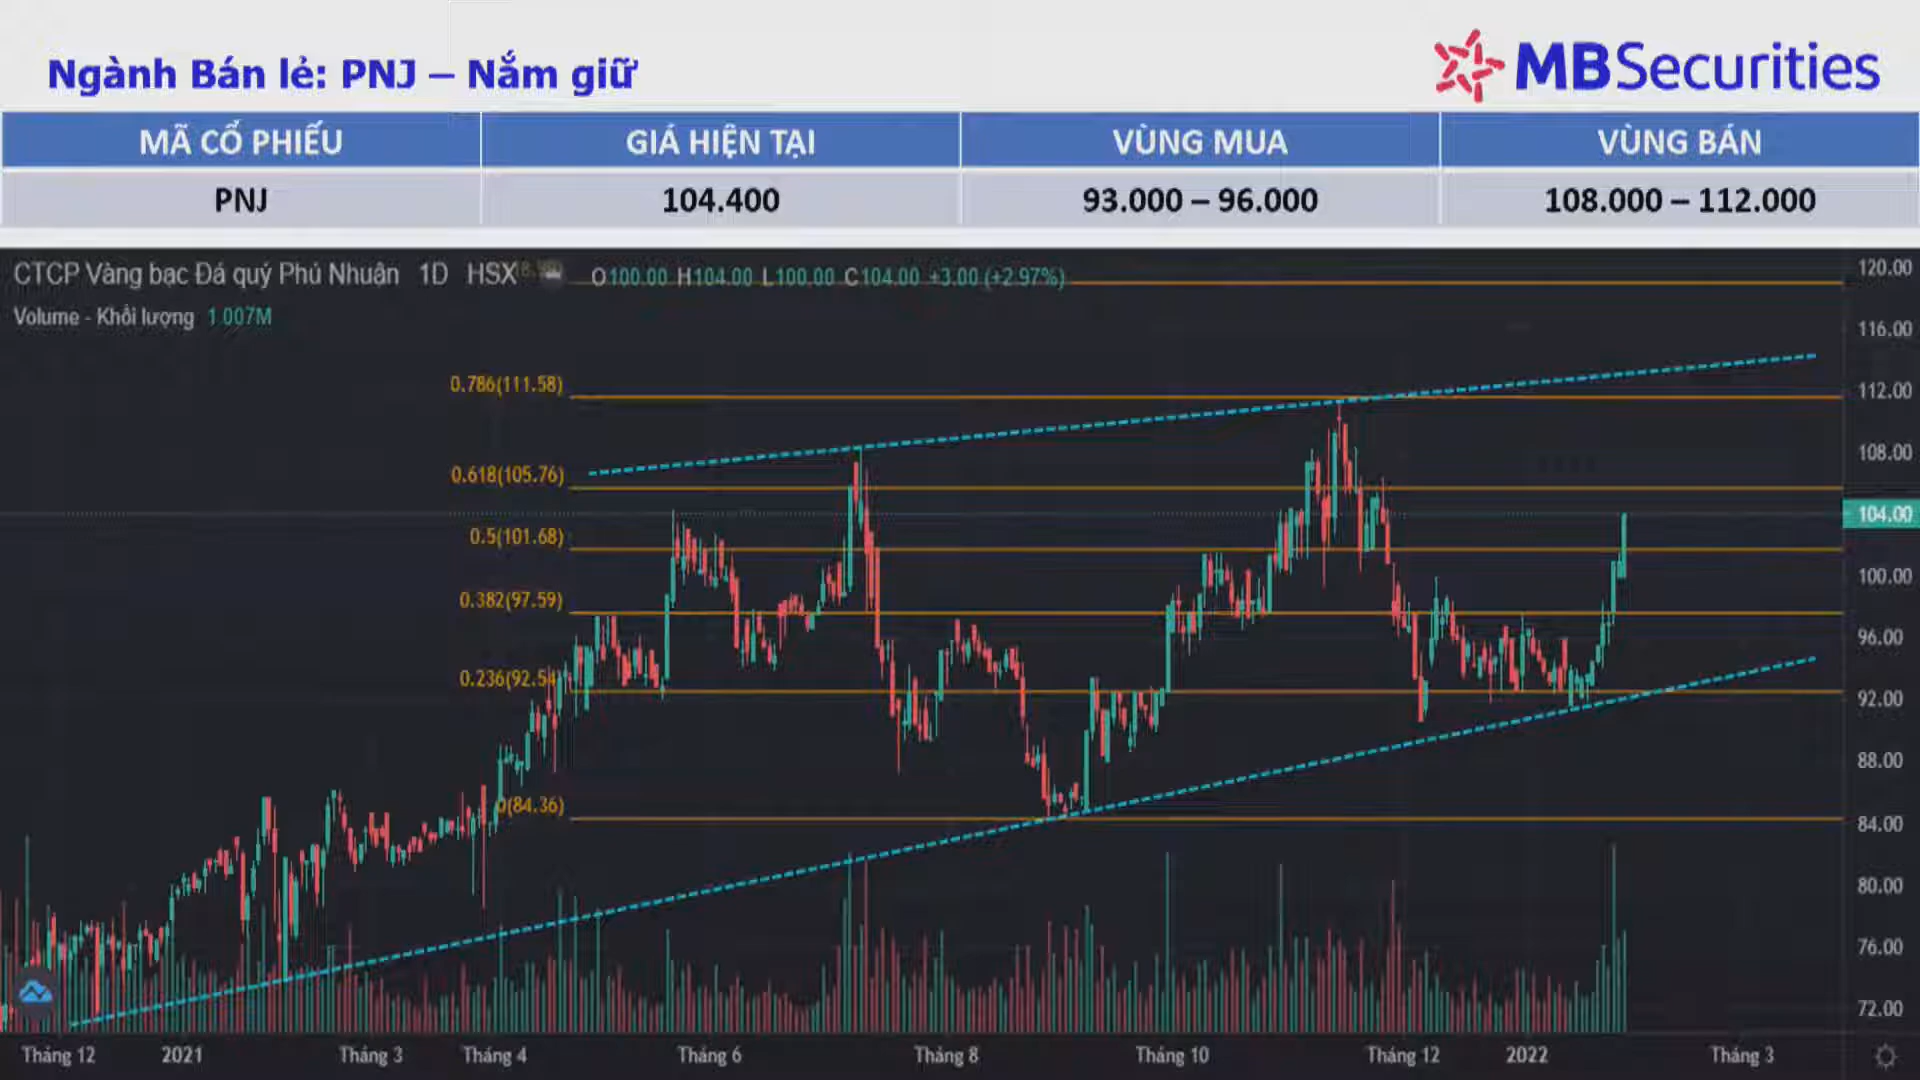 Ngành Bán lẻ: PNJ – Nắm giữ
MBSecurities
MÃ CỔ PHIẾU GIÁ HIỆN TẠI VÙNG MUA VÙNG BÁN
PNJ 104.400 93.000 – 96.000 108.000 – 112.000
CTCP Vàng bạc Đá quý Phú Nhuận 1D HSX O100.00 H104.00 L100.00 C104.00 +3.00 (+2.97%)
Volume - Khối lượng 1.007M
0.786(111.58)
0.618(105.76)
0.5(101.68)
0.382(97.59)
0.236(92.54)
0(84.36)
120.00
116.00
112.00
108.00
104.00
100.00
96.00
92.00
88.00
84.00
80.00
76.00
72.00
Tháng 12 2021 Tháng 3 Tháng 4 Tháng 6 Tháng 8 Tháng 10 Tháng 12 2022 Tháng 3